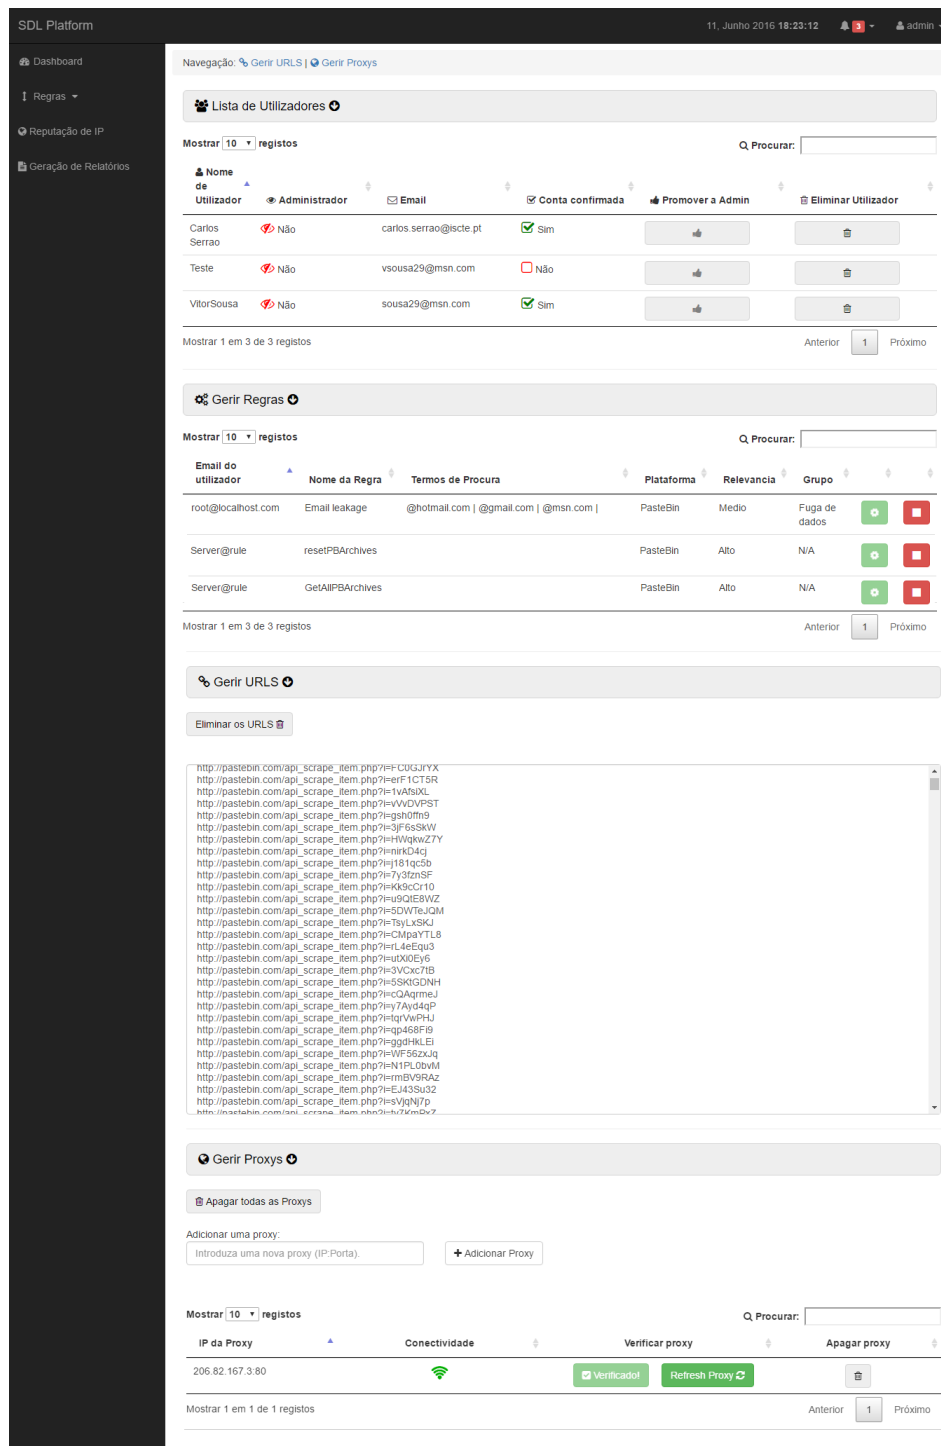 SDL Platform
11, Junho 2016 18:23:12
3
admin
Dashboard
Regras
Reputação de IP
Geração de Relatórios
Navegação: Gerir URLS | Gerir Proxys
Lista de Utilizadores
Mostrar 10 registos
Procurar:
Nome de Utilizador
Administrador
Email
Conta confirmada
Promover a Admin
Eliminar Utilizador
Carlos Serrao
Não
carlos.serrao@iscte.pt
Sim
Teste
Não
vsousa29@msn.com
Não
VitorSousa
Não
sousa29@msn.com
Sim
Mostrar 1 em 3 de 3 registos
Anterior 1 Próximo
Gerir Regras
Mostrar 10 registos
Procurar:
Email do utilizador
Nome da Regra
Termos de Procura
Plataforma
Relevancia
Grupo
root@localhost.com
Email leakage
@hotmail.com | @gmail.com | @msn.com |
PasteBin
Medio
Fuga de dados
Server@rule
resetPBArchives
PasteBin
Alto
N/A
Server@rule
GetAllPBArchives
PasteBin
Alto
N/A
Mostrar 1 em 3 de 3 registos
Anterior 1 Próximo
Gerir URLS
Eliminar os URLS
http://pastebin.com/api_scrape_item.php?i=FC0GJrYX
http://pastebin.com/api_scrape_item.php?i=erF1CT5R
http://pastebin.com/api_scrape_item.php?i=1vAfsiXL
http://pastebin.com/api_scrape_item.php?i=vVvDVPST
http://pastebin.com/api_scrape_item.php?i=gsh0ffn9
http://pastebin.com/api_scrape_item.php?i=3jF6sSkW
http://pastebin.com/api_scrape_item.php?i=HWqkwZ7Y
http://pastebin.com/api_scrape_item.php?i=nirkD4cj
http://pastebin.com/api_scrape_item.php?i=j181qc5b
http://pastebin.com/api_scrape_item.php?i=7y3fznSF
http://pastebin.com/api_scrape_item.php?i=Kk9cCr10
http://pastebin.com/api_scrape_item.php?i=u9QtE8WZ
http://pastebin.com/api_scrape_item.php?i=5DWTeJQM
http://pastebin.com/api_scrape_item.php?i=TsyLxSKJ
http://pastebin.com/api_scrape_item.php?i=CMpaYTL8
http://pastebin.com/api_scrape_item.php?i=rL4eEqu3
http://pastebin.com/api_scrape_item.php?i=utXi0Ey6
http://pastebin.com/api_scrape_item.php?i=3VCxc7tB
http://pastebin.com/api_scrape_item.php?i=5SKtGDNH
http://pastebin.com/api_scrape_item.php?i=cQAqrmeJ
http://pastebin.com/api_scrape_item.php?i=y7Ayd4qP
http://pastebin.com/api_scrape_item.php?i=tqrVwPHJ
http://pastebin.com/api_scrape_item.php?i=qp468Fi9
http://pastebin.com/api_scrape_item.php?i=ggdHkLEi
http://pastebin.com/api_scrape_item.php?i=WF56zxJq
http://pastebin.com/api_scrape_item.php?i=N1PL0bvM
http://pastebin.com/api_scrape_item.php?i=rmBV9RAz
http://pastebin.com/api_scrape_item.php?i=EJ43Su32
http://pastebin.com/api_scrape_item.php?i=sVjqNj7p
Gerir Proxys
Apagar todas as Proxys
Adicionar uma proxy:
Introduza uma nova proxy (IP:Porta).
Adicionar Proxy
Mostrar 10 registos
Procurar:
IP da Proxy
Conectividade
Verificar proxy
Apagar proxy
206.82.167.3:80
Verificado!
Refresh Proxy
Mostrar 1 em 1 de 1 registos
Anterior 1 Próximo